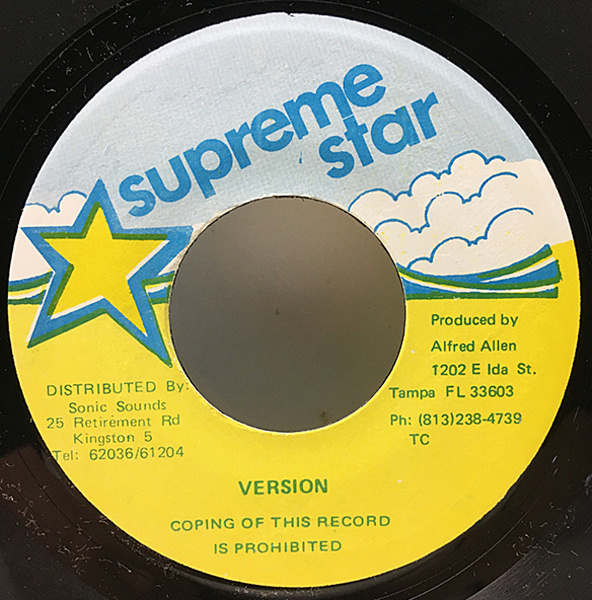 supreme
star
Produced by
Alfred Allen
1202 E Ida St.
Tampa FL 33603
Ph: (813)238-4739
TC
DISTRIBUTED By:
Sonic Sounds
25 Retirement Rd
Kingston 5
Tel: 62036/61204
VERSION
COPING OF THIS RECORD
IS PROHIBITED